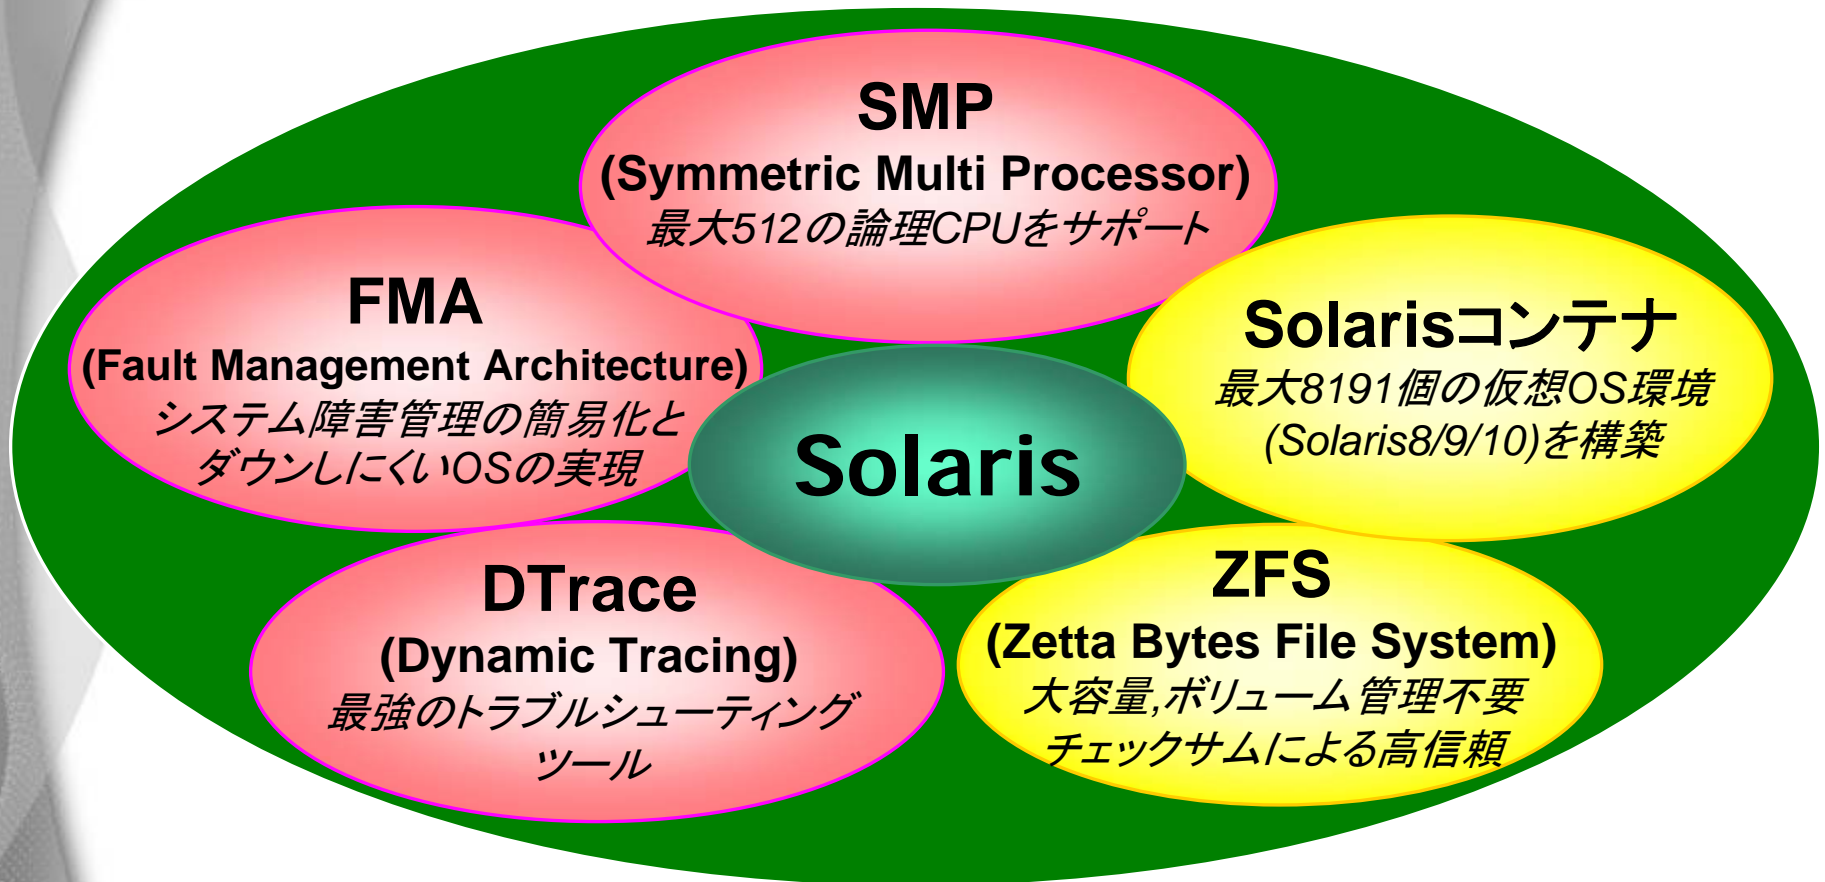 SMP
(Symmetric Multi Processor)
最大512の論理CPUをサポート
FMA
(Fault Management Architecture)
システム障害管理の簡易化と
ダウンしにくいOSの実現
Solarisコンテナ
最大8191個の仮想OS環境
(Solaris8/9/10)を構築
Solaris
DTrace
(Dynamic Tracing)
最強のトラブルシューティング
ツール
ZFS
(Zetta Bytes File System)
大容量,ボリューム管理不要
チェックサムによる高信頼